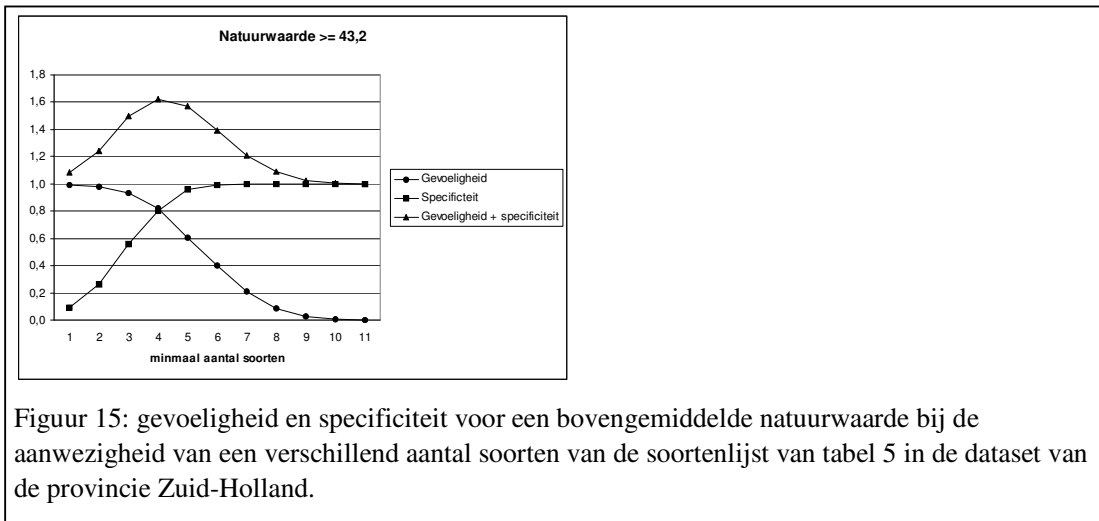 Natuurwaarde >= 43,2
1,8
1,6
1,4
1,2
1,0
0,8
0,6
0,4
0,2
0,0
1 2 3 4 5 6 7 8 9 10 11
minmaal aantal soorten
Gevoeligheid
Specificteit
Gevoeligheid + specificiteit
Figuur 15: gevoeligheid en specificiteit voor een bovengemiddelde natuurwaarde bij de
aanwezigheid van een verschillend aantal soorten van de soortenlijst van tabel 5 in de dataset van
de provincie Zuid-Holland.